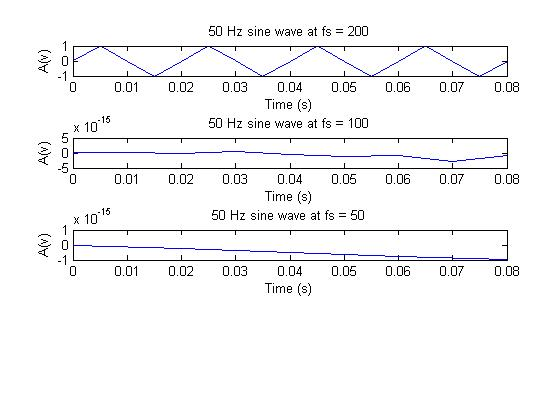 50 Hz sine wave at fs = 200
A(v)
1
0
-1
0 0.01 0.02 0.03 0.04 0.05 0.06 0.07 0.08
Time (s)
x 10^-15
50 Hz sine wave at fs = 100
A(v)
5
0
-5
0 0.01 0.02 0.03 0.04 0.05 0.06 0.07 0.08
Time (s)
x 10^-15
50 Hz sine wave at fs = 50
A(v)
1
0
-1
0 0.01 0.02 0.03 0.04 0.05 0.06 0.07 0.08
Time (s)